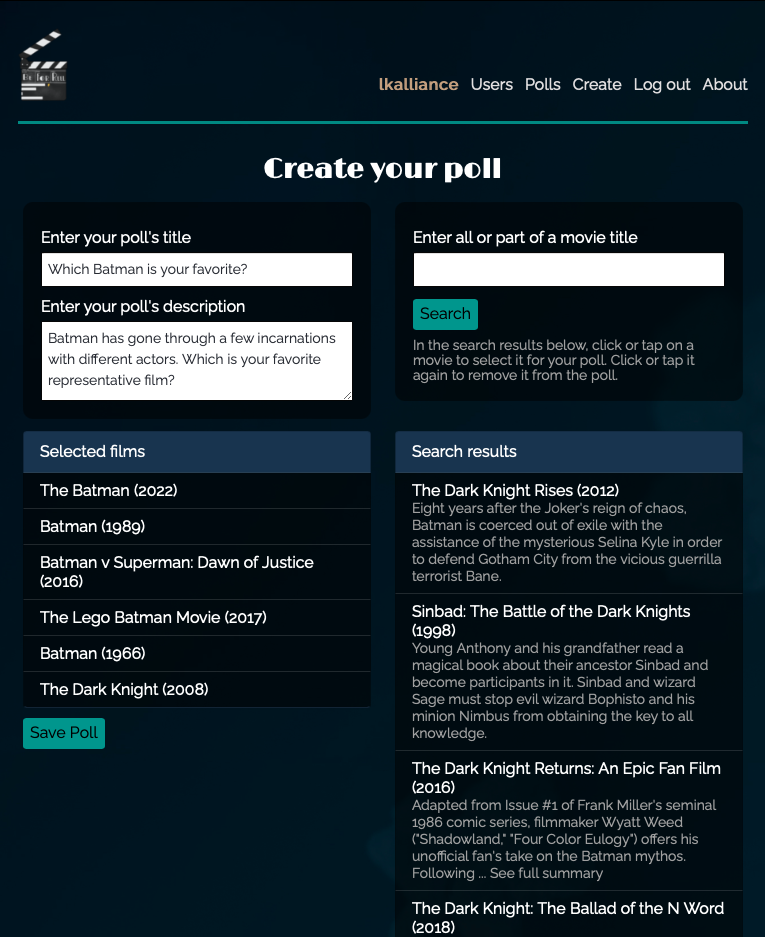 lkalliance Users Polls Create Log out About
Create your poll
Enter your poll's title
Which Batman is your favorite?
Enter your poll's description
Batman has gone through a few incarnations
with different actors. Which is your favorite
representative film?
Enter all or part of a movie title
Search
In the search results below, click or tap on a
movie to select it for your poll. Click or tap it
again to remove it from the poll.
Selected films
The Batman (2022)
Batman (1989)
Batman v Superman: Dawn of Justice
(2016)
The Lego Batman Movie (2017)
Batman (1966)
The Dark Knight (2008)
Save Poll
Search results
The Dark Knight Rises (2012)
Eight years after the Joker's reign of chaos,
Batman is coerced out of exile with the
assistance of the mysterious Selina Kyle in order
to defend Gotham City from the vicious guerrilla
terrorist Bane.
Sinbad: The Battle of the Dark Knights
(1998)
Young Anthony and his grandfather read a
magical book about their ancestor Sinbad and
become participants in it. Sinbad and wizard
Sage must stop evil wizard Bophisto and his
minion Nimbus from obtaining the key to all
knowledge.
The Dark Knight Returns: An Epic Fan Film
(2016)
Adapted from Issue #1 of Frank Miller's seminal
1986 comic series, filmmaker Wyatt Weed
("Shadowland," "Four Color Eulogy") offers his
unofficial fan's take on the Batman mythos.
Following ... See full summary
The Dark Knight: The Ballad of the N Word
(2018)